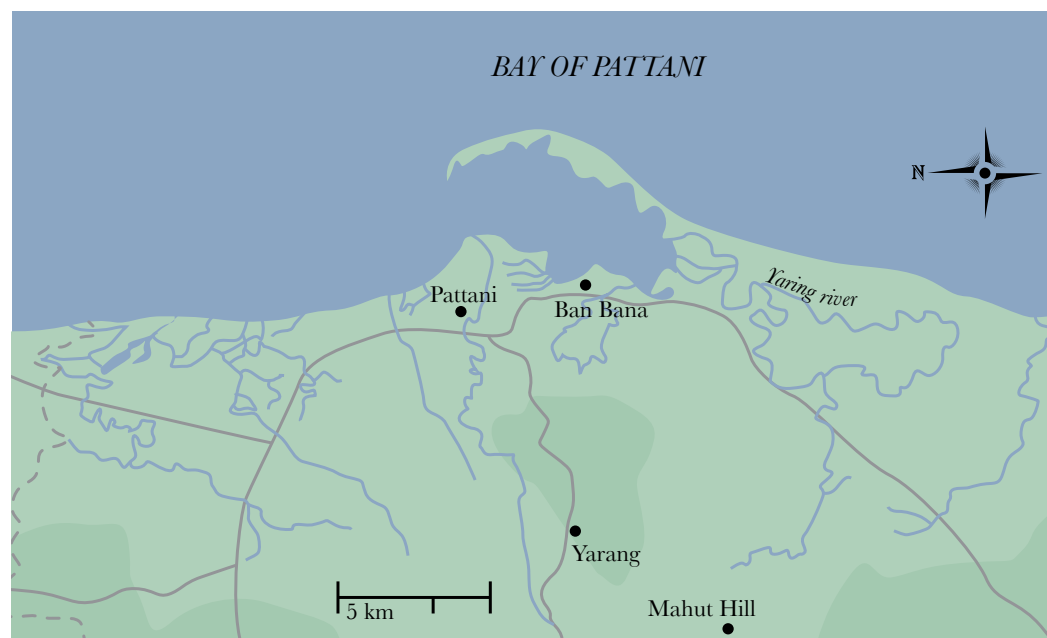 BAY OF PATTANI
N
Yaring river
Pattani
Ban Bana
Yarang
5 km
Mahut Hill